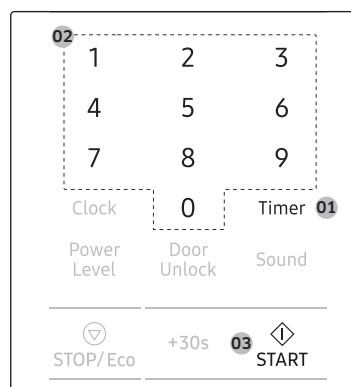 02
1 2 3
4 5 6
7 8 9
Clock 0 Timer 01
Power Level Door Unlock Sound
STOP/Eco +30s 03 START